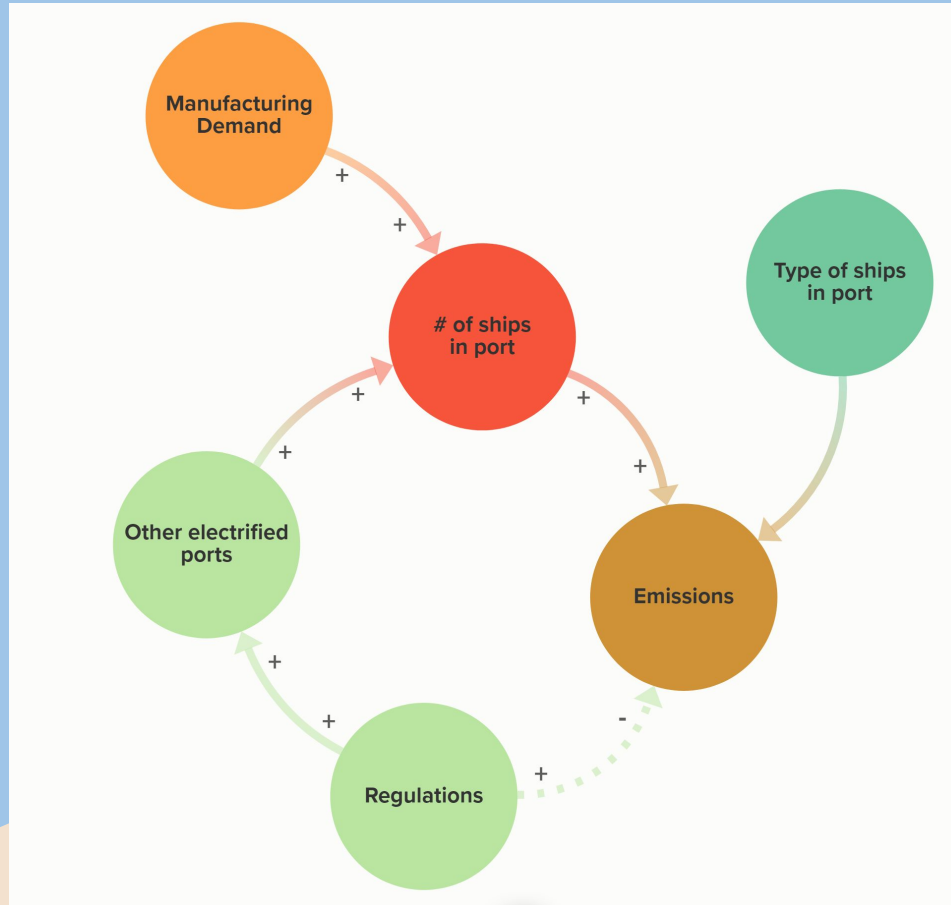 Manufacturing
Demand
+
+
Type of ships
in port
# of ships
in port
+
+
+
+
Other electrified
ports
Emissions
+
+
-
+
Regulations